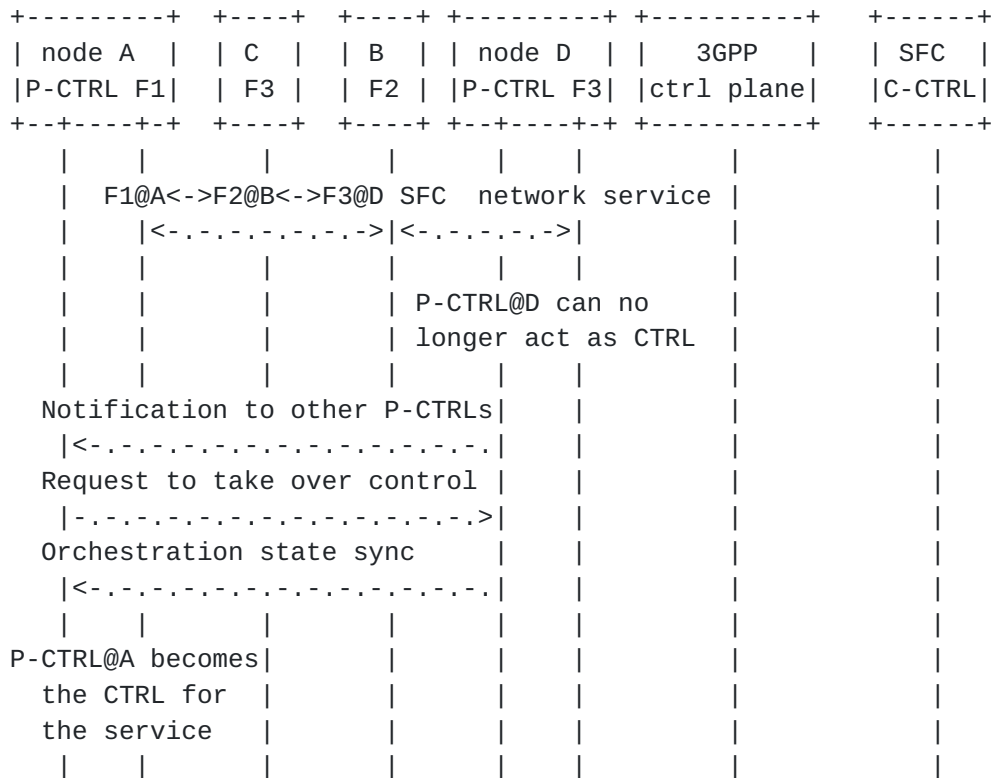 +---------+  +----+  +----+ +---------+ +----------+   +------+
| node A  |  | C  |  | B  | | node D  | |   3GPP   |   | SFC  |
|P-CTRL F1|  | F3 |  | F2 | |P-CTRL F3| |ctrl plane|   |C-CTRL|
+--+----+-+  +----+  +----+ +--+----+-+ +----------+   +------+
   |    |       |       |      |    |         |            |
   |  F1@A<->F2@B<->F3@D SFC  network service |            |
   |    |<-.-.-.-.-.-.->|<-.-.-.-.->|         |            |
   |    |       |       |      |    |         |            |
   |    |       |       | P-CTRL@D can no     |            |
   |    |       |       | longer act as CTRL  |            |
   |    |       |       |      |    |         |            |
  Notification to other P-CTRLs|    |         |            |
   |<-.-.-.-.-.-.-.-.-.-.-.-.-.|    |         |            |
  Request to take over control |    |         |            |
   |-.-.-.-.-.-.-.-.-.-.-.-.-.>|    |         |            |
  Orchestration state sync     |    |         |            |
   |<-.-.-.-.-.-.-.-.-.-.-.-.-.|    |         |            |
   |    |       |       |      |    |         |            |
P-CTRL@A becomes|       |      |    |         |            |
  the CTRL for  |       |      |    |         |            |
  the service   |       |      |    |         |            |
   |    |       |       |      |    |         |            |